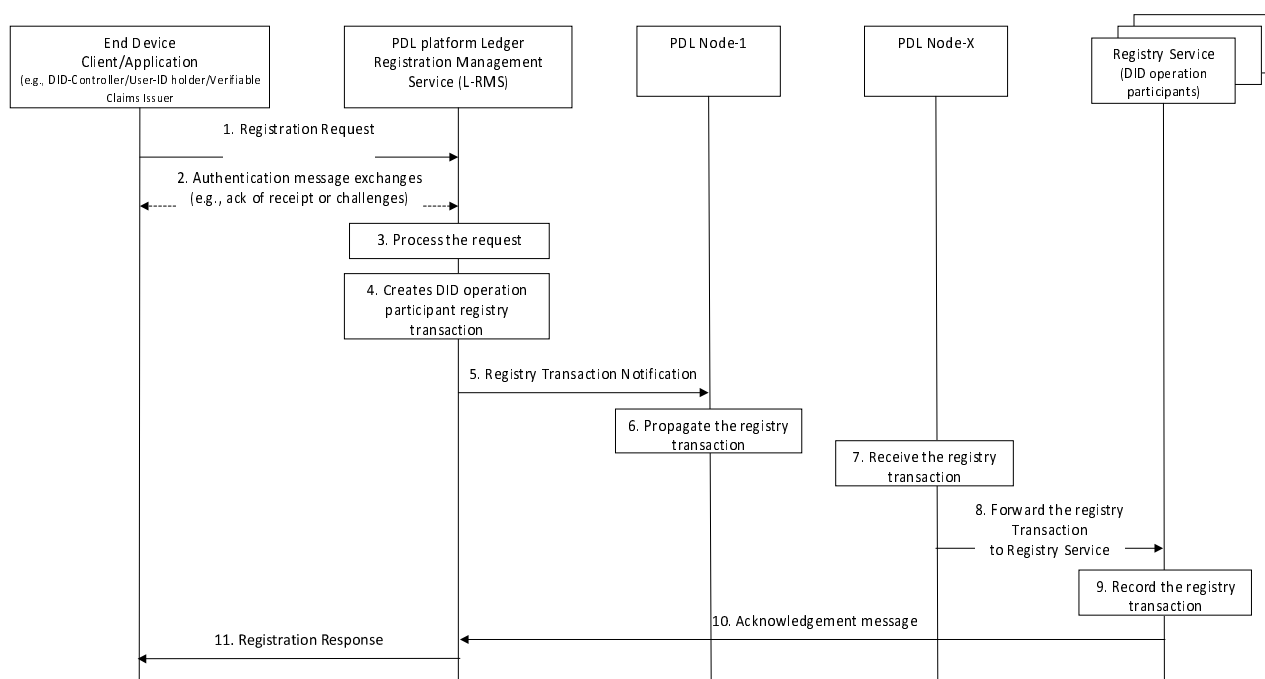 End Device
Client/Application
(e.g., DID-Controller/User-ID holder/Verifiable
Claims Issuer
PDL platform Ledger
Registration Management
Service (L-RMS)
PDL Node-1
PDL Node-X
Registry Service
(DID operation
participants)
1. Registration Request
2. Authentication message exchanges
(e.g., ack of receipt or challenges)
3. Process the request
4. Creates DID operation
participant registry
transaction
5. Registry Transaction Notification
6. Propagate the registry
transaction
7. Receive the registry
transaction
8. Forward the registry
Transaction
to Registry Service
9. Record the registry
transaction
10. Acknowledgement message
11. Registration Response